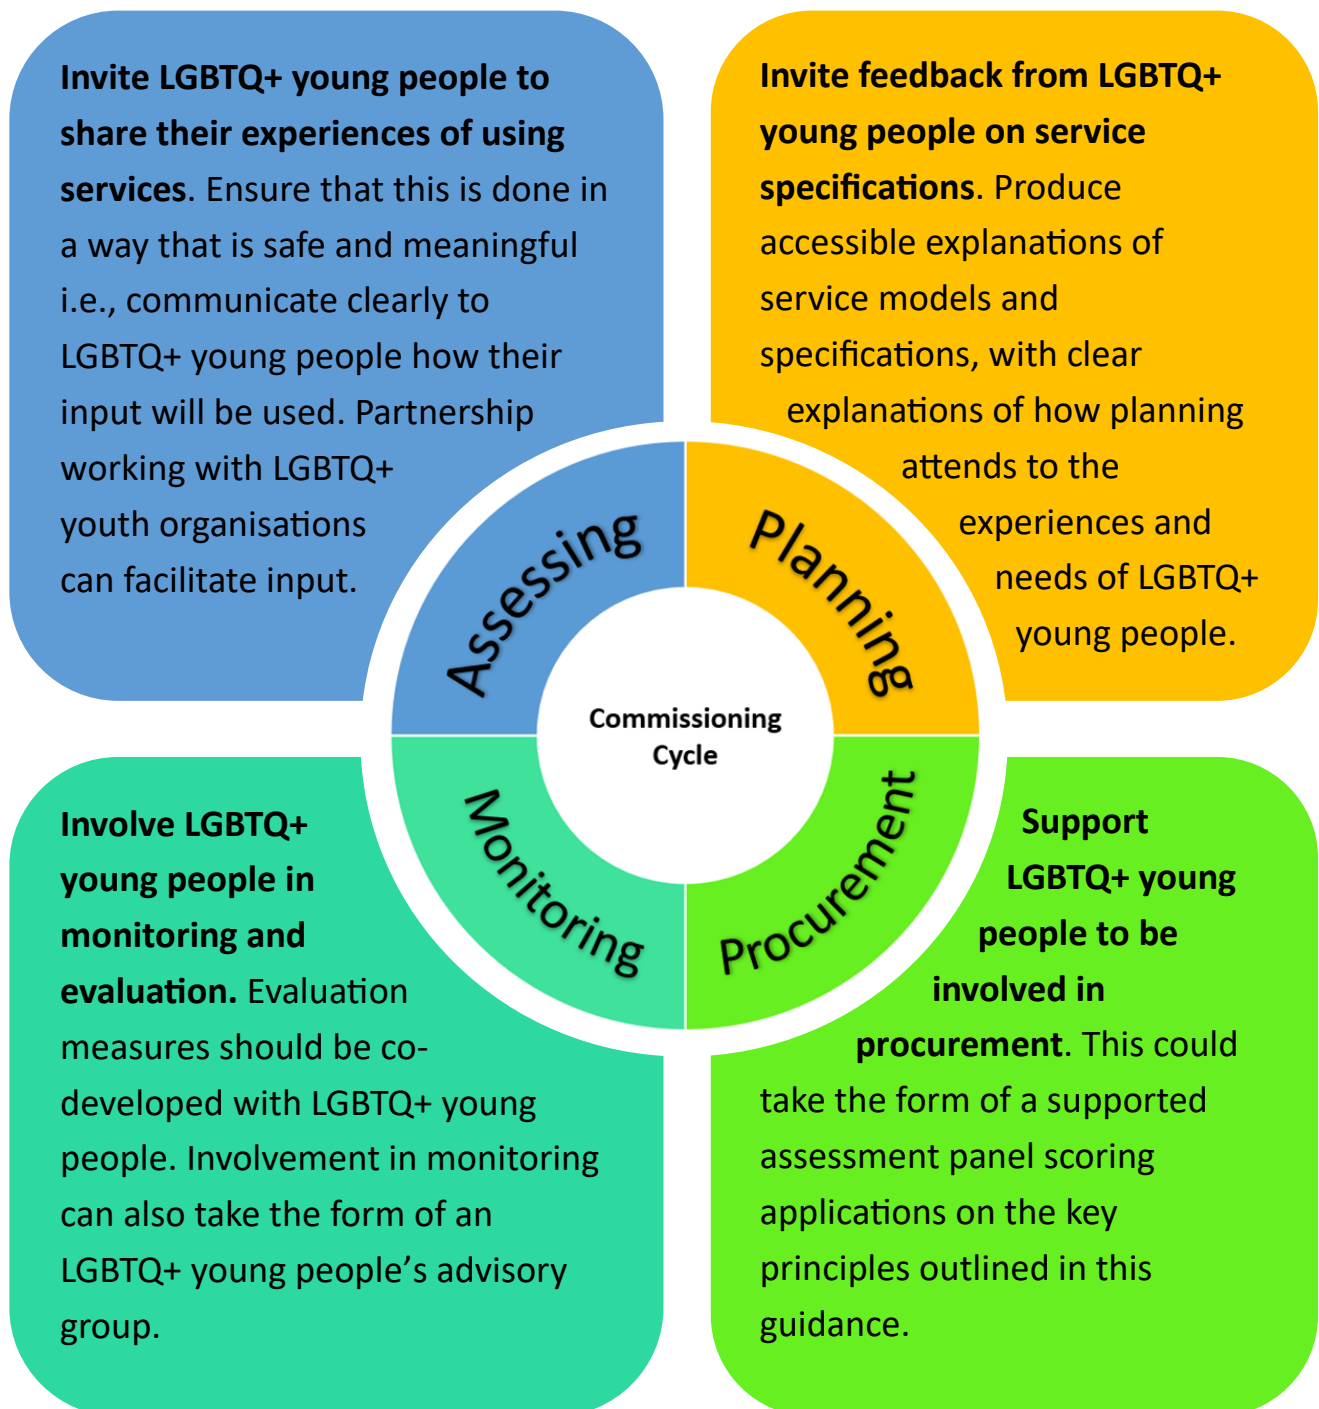 Invite LGBTQ+ young people to
share their experiences of using
services. Ensure that this is done in
a way that is safe and meaningful
i.e., communicate clearly to
LGBTQ+ young people how their
input will be used. Partnership
working with LGBTQ+
youth organisations
can facilitate input.
Invite feedback from LGBTQ+
young people on service
specifications. Produce
accessible explanations of
service models and
specifications, with clear
explanations of how planning
attends to the
experiences and
needs of LGBTQ+
young people.
Assessing
Planning
Commissioning
Cycle
Monitoring
Procurement
Involve LGBTQ+
young people in
monitoring and
evaluation. Evaluation
measures should be co-
developed with LGBTQ+ young
people. Involvement in monitoring
can also take the form of an
LGBTQ+ young people’s advisory
group.
Support
LGBTQ+ young
people to be
involved in
procurement. This could
take the form of a supported
assessment panel scoring
applications on the key
principles outlined in this
guidance.